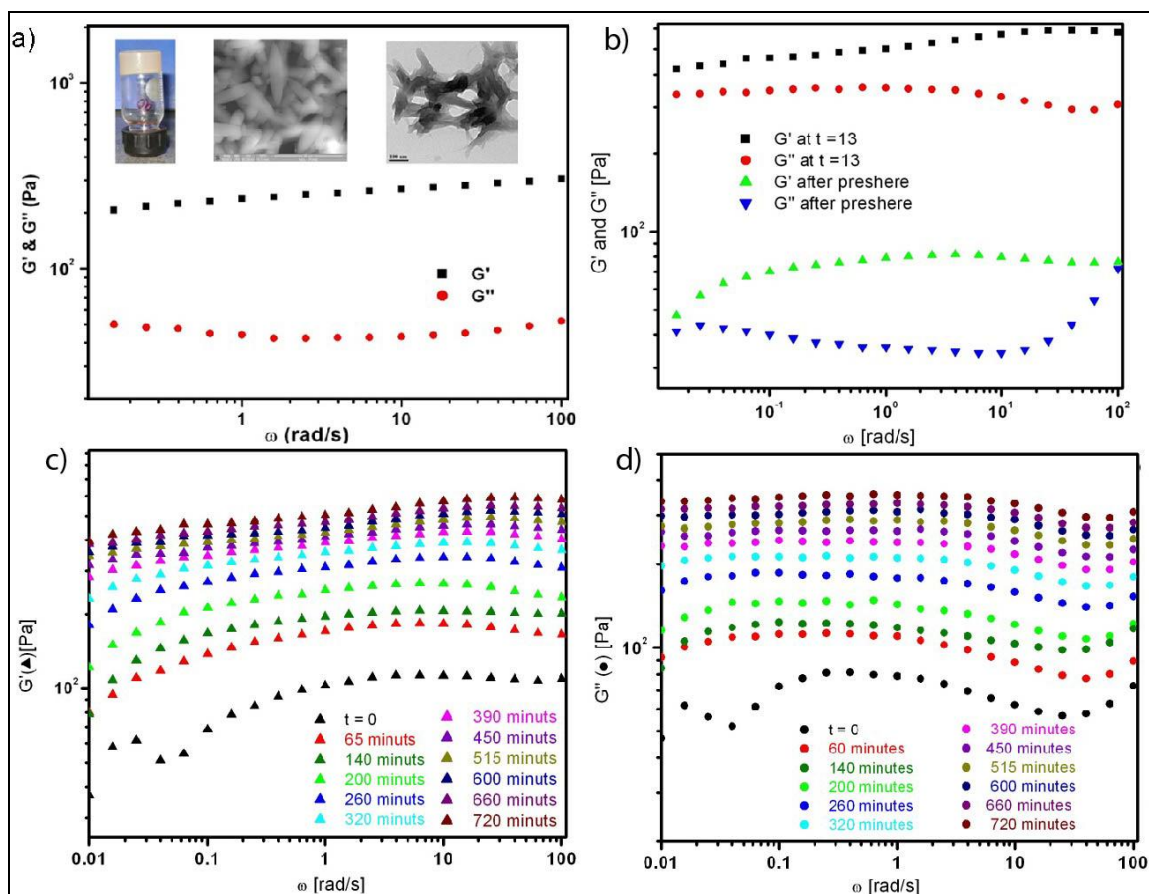 a)
10³
10²
G' & G'' (Pa)
G'
G''
1
10
100
ω (rad/s)
b)
G' at t =13
G'' at t =13
G' after preshere
G'' after preshere
G' and G'' [Pa]
10²
10⁻¹
10⁰
10¹
10²
ω [rad/s]
c)
G'(▲)[Pa]
10²
t = 0
65 minuts
140 minuts
200 minuts
260 minuts
320 minuts
390 minuts
450 minuts
515 minuts
600 minuts
660 minuts
720 minuts
0.01
0.1
1
10
100
ω [rad/s]
d)
G'' (●) [Pa]
10²
t = 0
60 minutes
140 minutes
200 minutes
260 minutes
320 minutes
390 minutes
450 minutes
515 minutes
600 minutes
660 minutes
720 minutes
0.01
0.1
1
10
100
ω [rad/s]